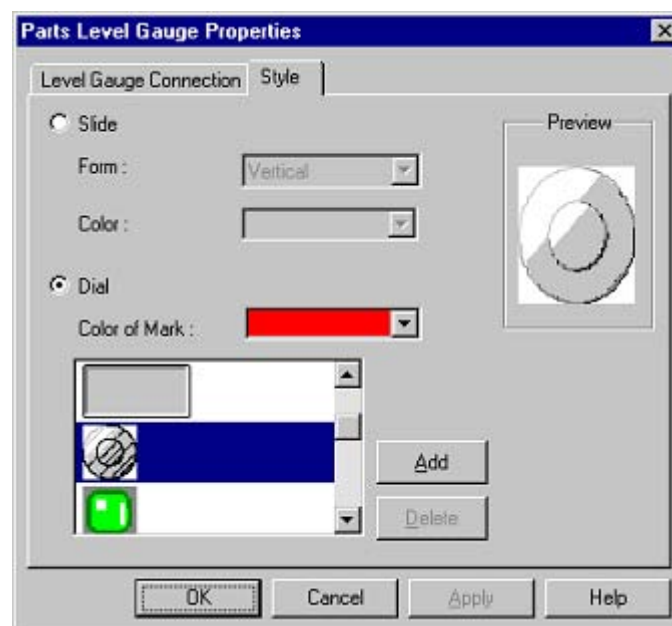 Parts Level Gauge Properties
Level Gauge Connection Style
Slide
Preview
Form :
Vertical
Color :
Dial
Color of Mark :
Add
Delete
OK Cancel Apply Help